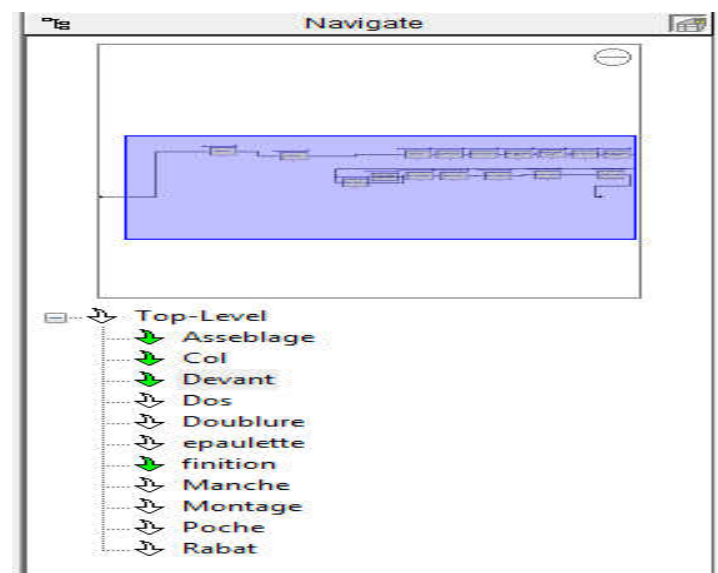 Navigate
Top-Level
Asseblage
Col
Devant
Dos
Doublure
epaulette
finition
Manche
Montage
Poche
Rabat